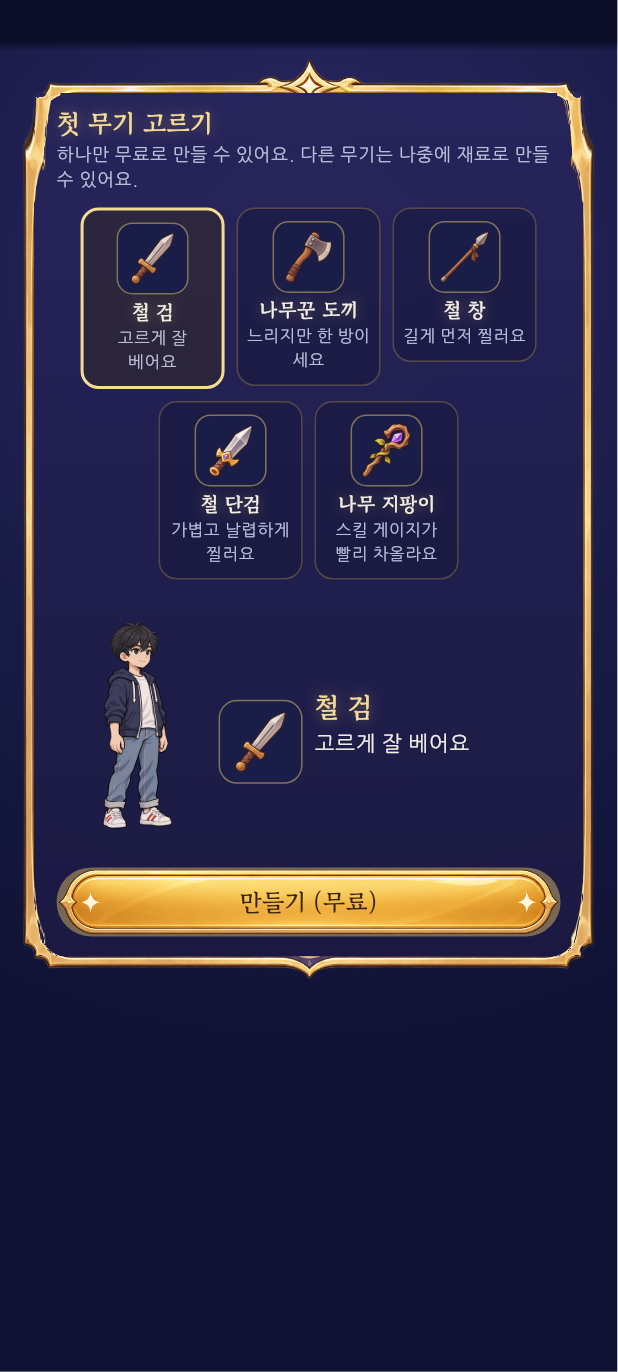 첫 무기 고르기
하나만 무료로 만들 수 있어요. 다른 무기는 나중에 재료로 만들
수 있어요.
철 검
고르게 잘
베어요
나무꾼 도끼
느리지만 한 방이
세요
철 창
길게 먼저 찔러요
철 단검
가볍고 날렵하게
찔러요
나무 지팡이
스킬 게이지가
빨리 차올라요
철 검
고르게 잘 베어요
만들기 (무료)